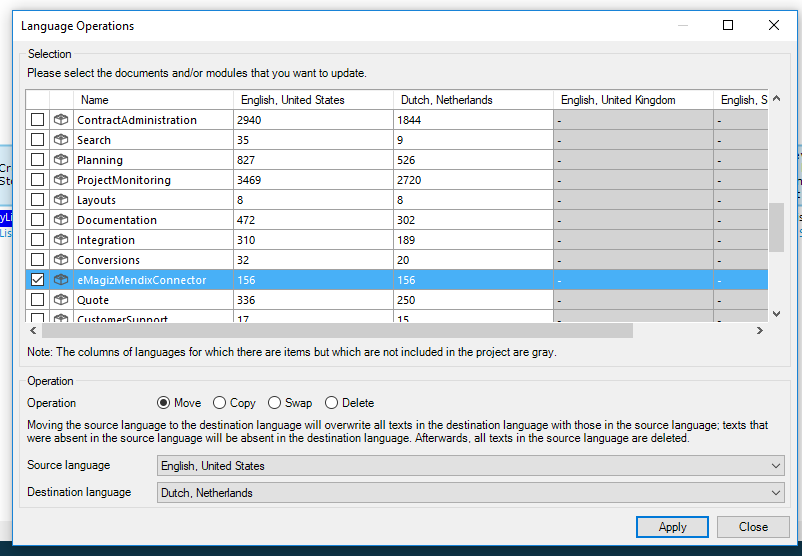 Language Operations
Selection
Please select the documents and/or modules that you want to update.
Name English, United States Dutch, Netherlands English, United Kingdom English, S
ContractAdministration 2940 1844 - -
Search 35 9 - -
Planning 827 526 - -
ProjectMonitoring 3469 2720 - -
Layouts 8 8 - -
Documentation 472 302 - -
Integration 310 189 - -
Conversions 32 20 - -
eMagizMendixConnector 156 156 - -
Quote 336 250 - -
CustomerSupport 17 15 - -
Note: The columns of languages for which there are items but which are not included in the project are gray.
Operation
Operation Move Copy Swap Delete
Moving the source language to the destination language will overwrite all texts in the destination language with those in the source language; texts that
were absent in the source language will be absent in the destination language. Afterwards, all texts in the source language are deleted.
Source language English, United States
Destination language Dutch, Netherlands
Apply Close